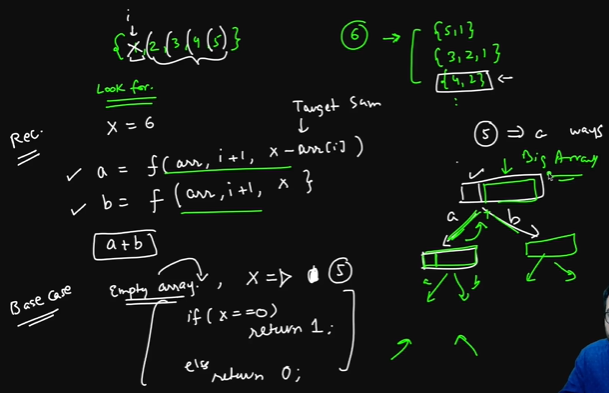 i
{1,2,(3,(4(5)}
6 → {5,1}
{3,2,1}
{4,2} ←
Look for.
X = 6
Target Sum
Rec.
a = f(arr, i+1, x-arr[i])
b = f(arr, i+1, x}
a+b
5 ⇒ a ways
Big Array
a b
a b
Base Case
Empty array. , X ⇒ 5
if (x==0)
return 1;
else
return 0;